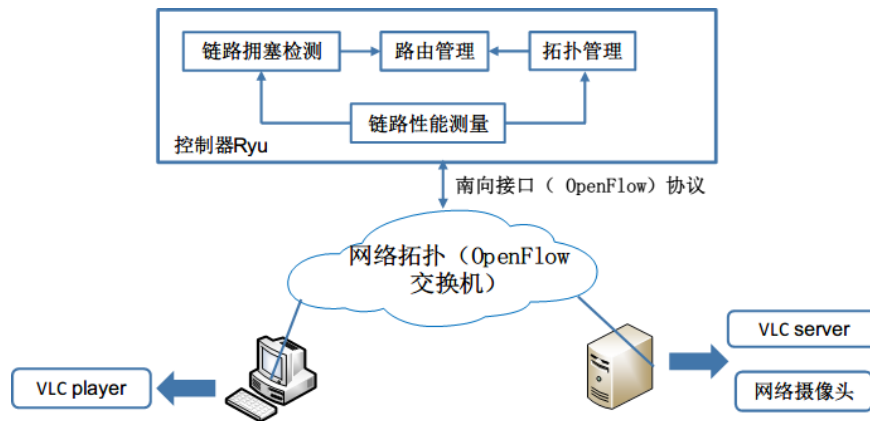 链路拥塞检测
路由管理
拓扑管理
链路性能测量
控制器Ryu
南向接口（ OpenFlow）协议
网络拓扑（OpenFlow
交换机）
VLC server
VLC player
网络摄像头